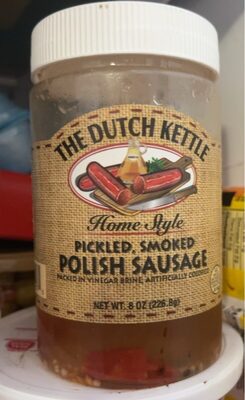 THE DUTCH KETTLE
Home Style
PICKLED, SMOKED
POLISH SAUSAGE
PACKED IN VINEGAR BRINE, ARTIFICIALLY COLORED
NET WT. 8 OZ (226.8g)